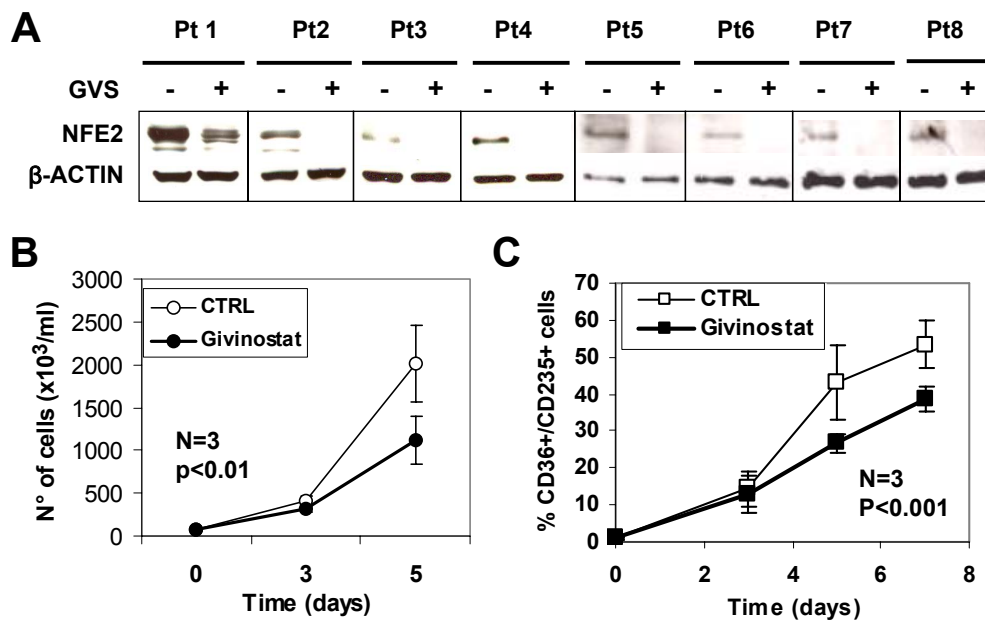 A
Pt 1 Pt2 Pt3 Pt4 Pt5 Pt6 Pt7 Pt8
GVS - + - + - + - + - + - + - + - +
NFE2
β-ACTIN
B
N° of cells (x10³/ml)
3000
2500
2000
1500
1000
500
0
CTRL
Givinostat
N=3
p<0.01
0 3 5
Time (days)
C
% CD36+/CD235+ cells
70
60
50
40
30
20
10
0
CTRL
Givinostat
N=3
P<0.001
0 2 4 6 8
Time (days)